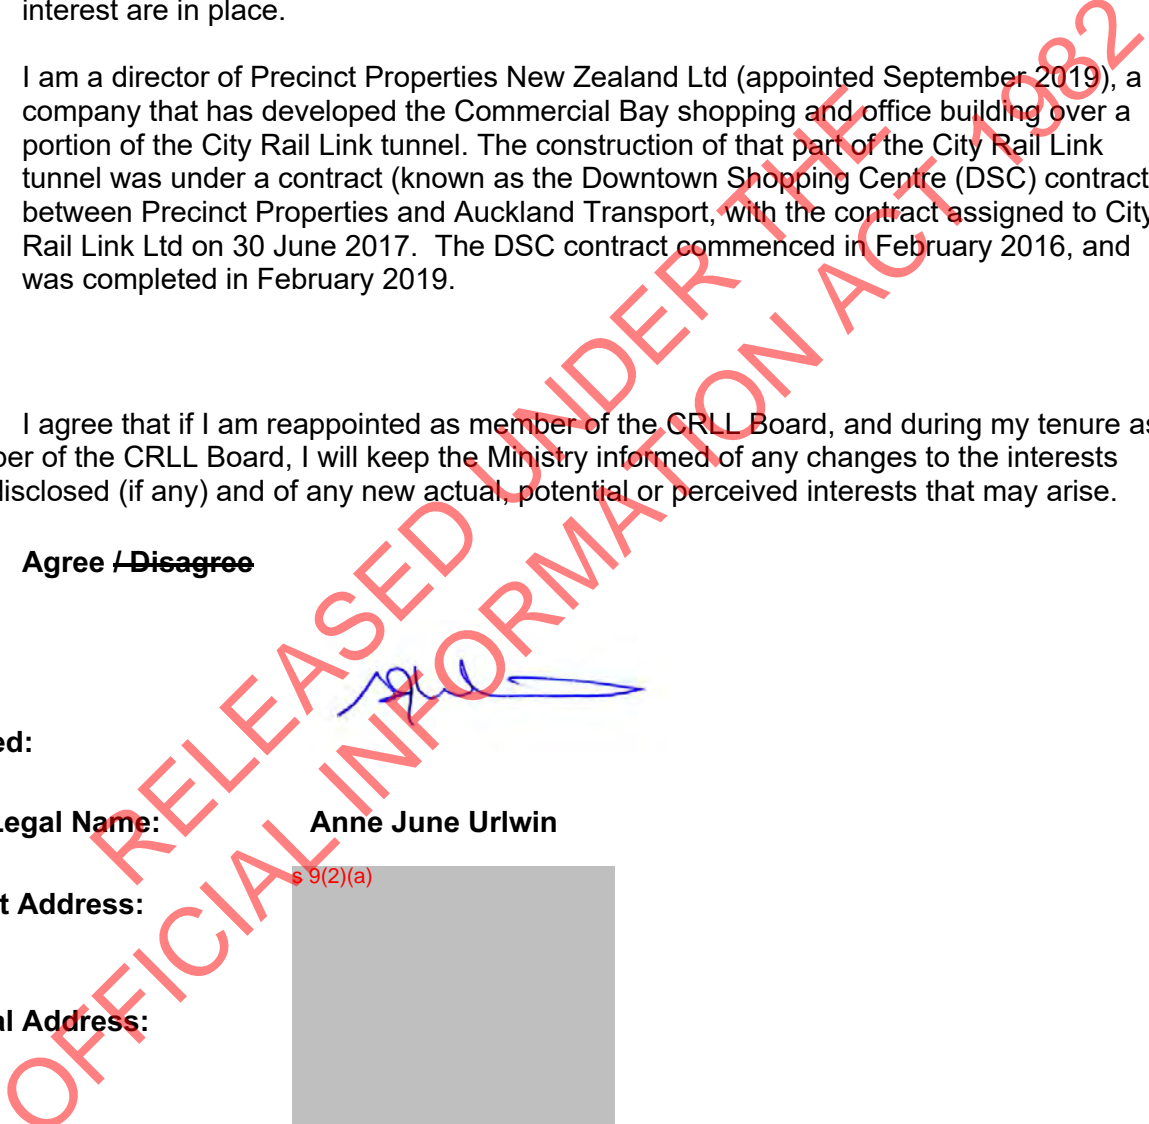 interest are in place.
I am a director of Precinct Properties New Zealand Ltd (appointed September 2019), a
company that has developed the Commercial Bay shopping and office building over a
portion of the City Rail Link tunnel. The construction of that part of the City Rail Link
tunnel was under a contract (known as the Downtown Shopping Centre (DSC) contract
between Precinct Properties and Auckland Transport, with the contract assigned to City
Rail Link Ltd on 30 June 2017.  The DSC contract commenced in February 2016, and
was completed in February 2019.
I agree that if I am reappointed as member of the CRLL Board, and during my tenure as
ber of the CRLL Board, I will keep the Ministry informed of any changes to the interests
disclosed (if any) and of any new actual, potential or perceived interests that may arise.
Agree / Disagree
ed:
Legal Name: Anne June Urlwin
s 9(2)(a)
t Address:
al Address:
RELEASED UNDER THE
OFFICIAL INFORMATION ACT 1982